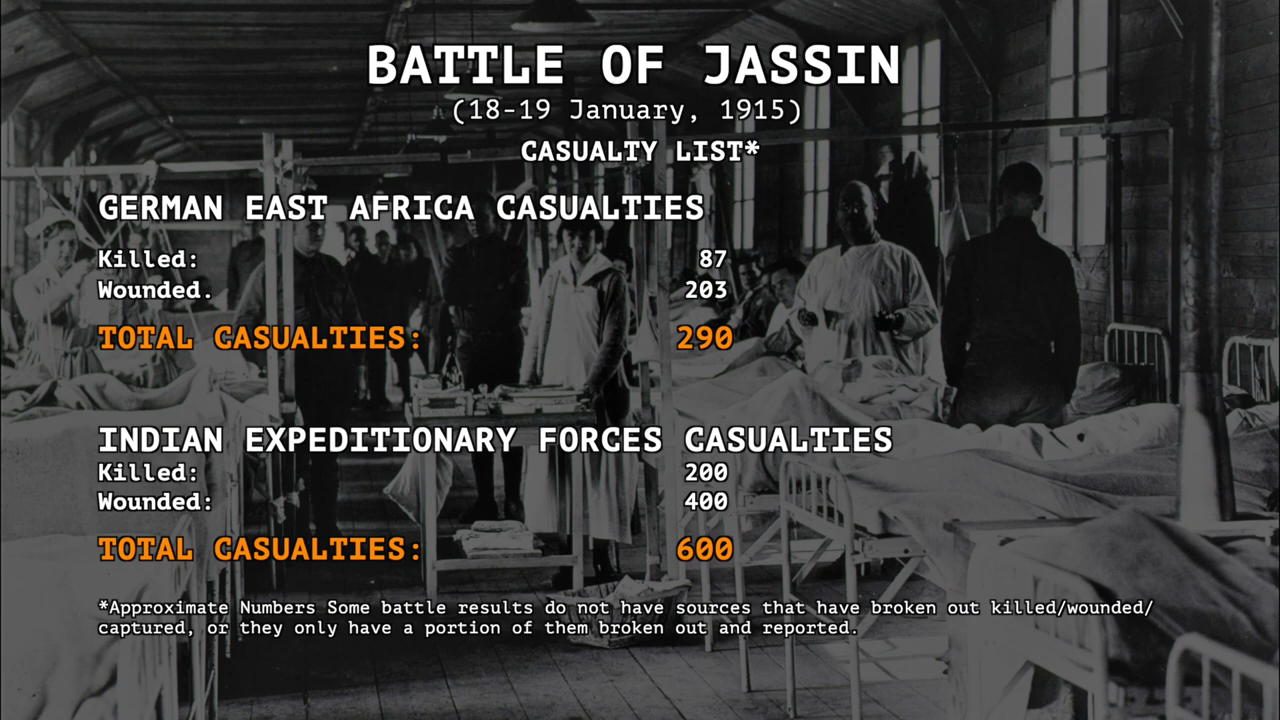 BATTLE OF JASSIN
(18-19 January, 1915)
CASUALTY LIST*
GERMAN EAST AFRICA CASUALTIES
Killed: 87
Wounded. 203
TOTAL CASUALTIES: 290
INDIAN EXPEDITIONARY FORCES CASUALTIES
Killed: 200
Wounded: 400
TOTAL CASUALTIES: 600
*Approximate Numbers Some battle results do not have sources that have broken out killed/wounded/
captured, or they only have a portion of them broken out and reported.